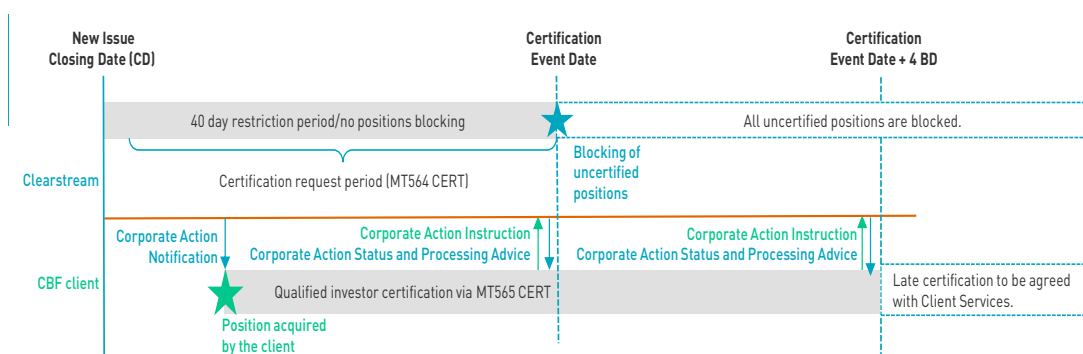 New Issue
Closing Date (CD)
Certification
Event Date
Certification
Event Date + 4 BD
40 day restriction period/no positions blocking
All uncertified positions are blocked.
Blocking of
uncertified
positions
Clearstream
Certification request period (MT564 CERT)
Corporate Action
Notification
Corporate Action Instruction
Corporate Action Status and Processing Advice
Corporate Action Instruction
Corporate Action Status and Processing Advice
CBF client
Qualified investor certification via MT565 CERT
Late certification to be agreed
with Client Services.
Position acquired
by the client